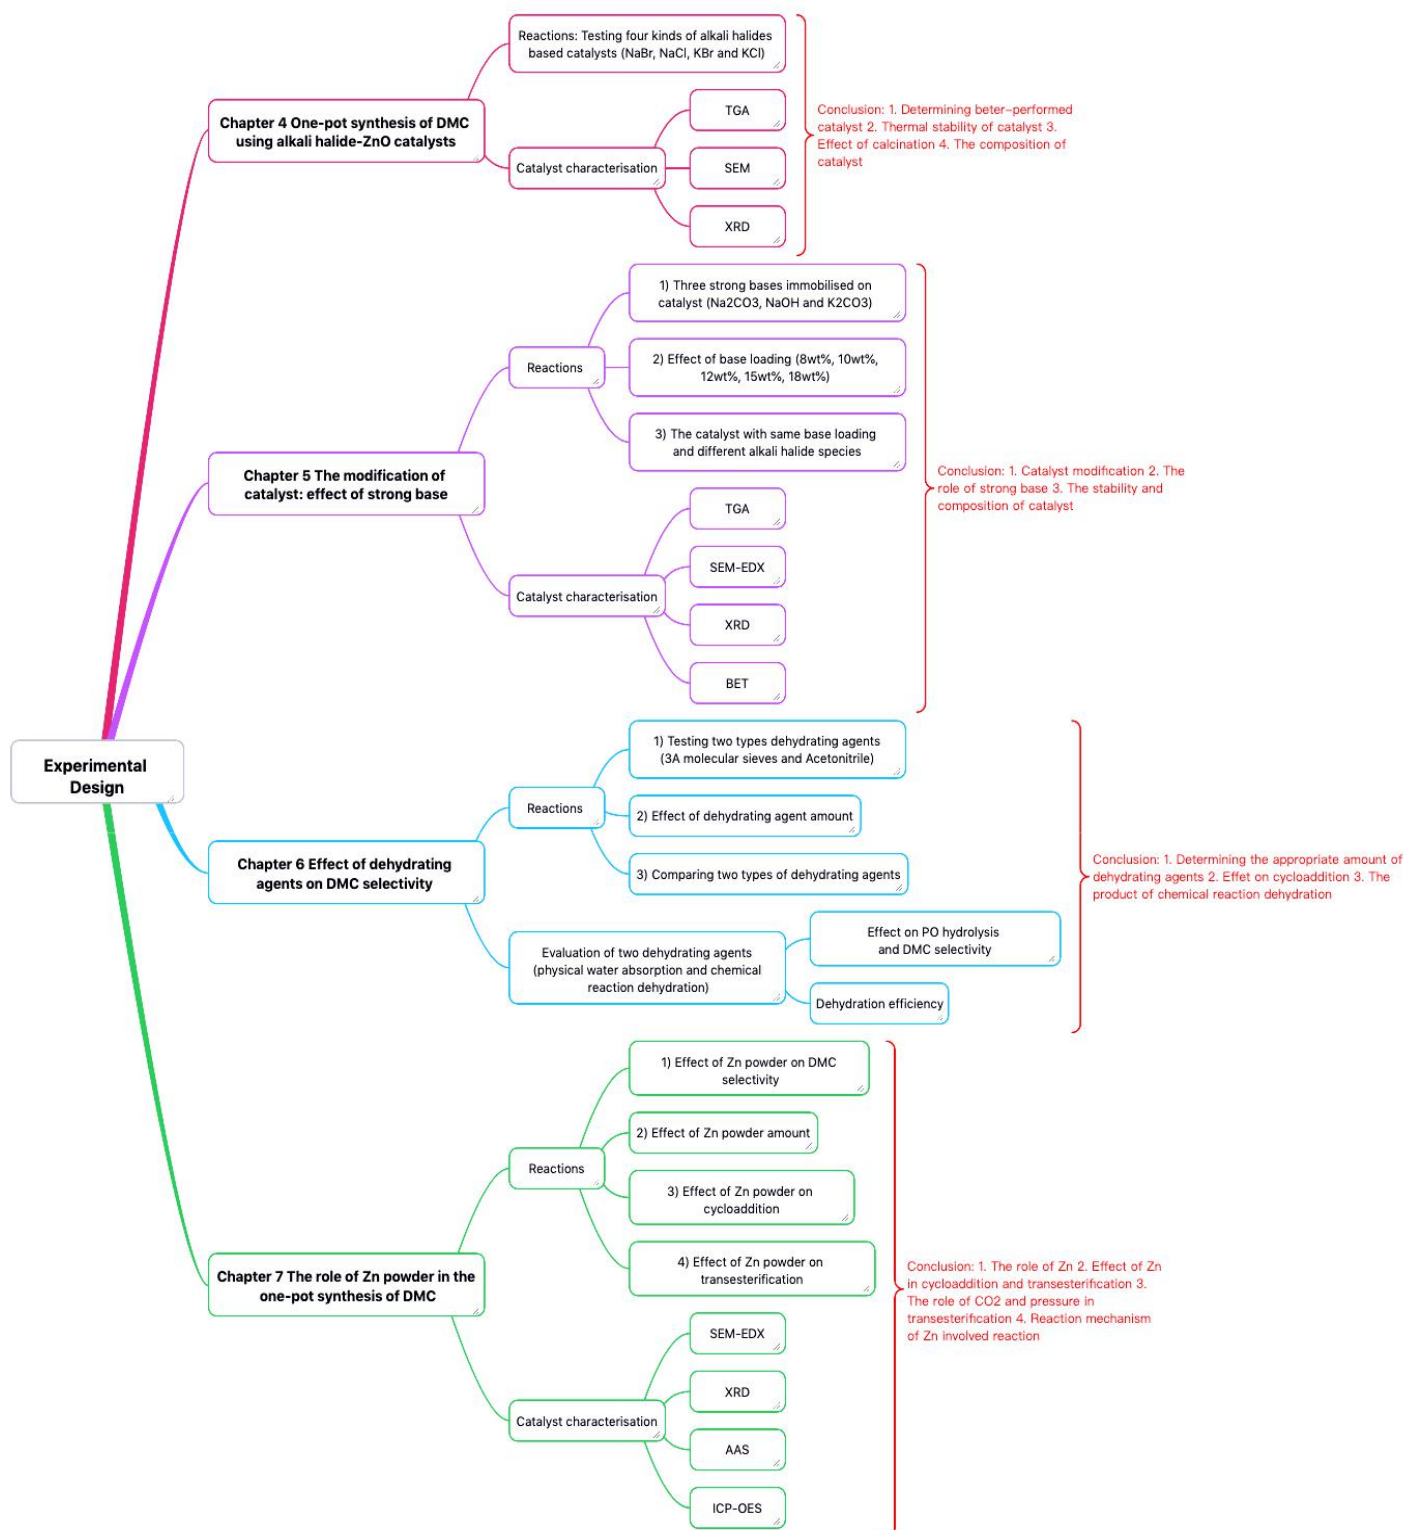 Experimental
Design
Chapter 4 One-pot synthesis of DMC
using alkali halide-ZnO catalysts
Reactions: Testing four kinds of alkali halides
based catalysts (NaBr, NaCl, KBr and KCl)
Catalyst characterisation
TGA
SEM
XRD
Conclusion: 1. Determining beter-performed
catalyst 2. Thermal stability of catalyst 3.
Effect of calcination 4. The composition of
catalyst
Chapter 5 The modification of
catalyst: effect of strong base
Reactions
1) Three strong bases immobilised on
catalyst (Na2CO3, NaOH and K2CO3)
2) Effect of base loading (8wt%, 10wt%,
12wt%, 15wt%, 18wt%)
3) The catalyst with same base loading
and different alkali halide species
Catalyst characterisation
TGA
SEM-EDX
XRD
BET
Conclusion: 1. Catalyst modification 2. The
role of strong base 3. The stability and
composition of catalyst
Chapter 6 Effect of dehydrating
agents on DMC selectivity
Reactions
1) Testing two types dehydrating agents
(3A molecular sieves and Acetonitrile)
2) Effect of dehydrating agent amount
3) Comparing two types of dehydrating agents
Evaluation of two dehydrating agents
(physical water absorption and chemical
reaction dehydration)
Effect on PO hydrolysis
and DMC selectivity
Dehydration efficiency
Conclusion: 1. Determining the appropriate amount of
dehydrating agents 2. Effet on cycloaddition 3. The
product of chemical reaction dehydration
Chapter 7 The role of Zn powder in the
one-pot synthesis of DMC
Reactions
1) Effect of Zn powder on DMC
selectivity
2) Effect of Zn powder amount
3) Effect of Zn powder on
cycloaddition
4) Effect of Zn powder on
transesterification
Catalyst characterisation
SEM-EDX
XRD
AAS
ICP-OES
Conclusion: 1. The role of Zn 2. Effect of Zn
in cycloaddition and transesterification 3.
The role of CO2 and pressure in
transesterification 4. Reaction mechanism
of Zn involved reaction